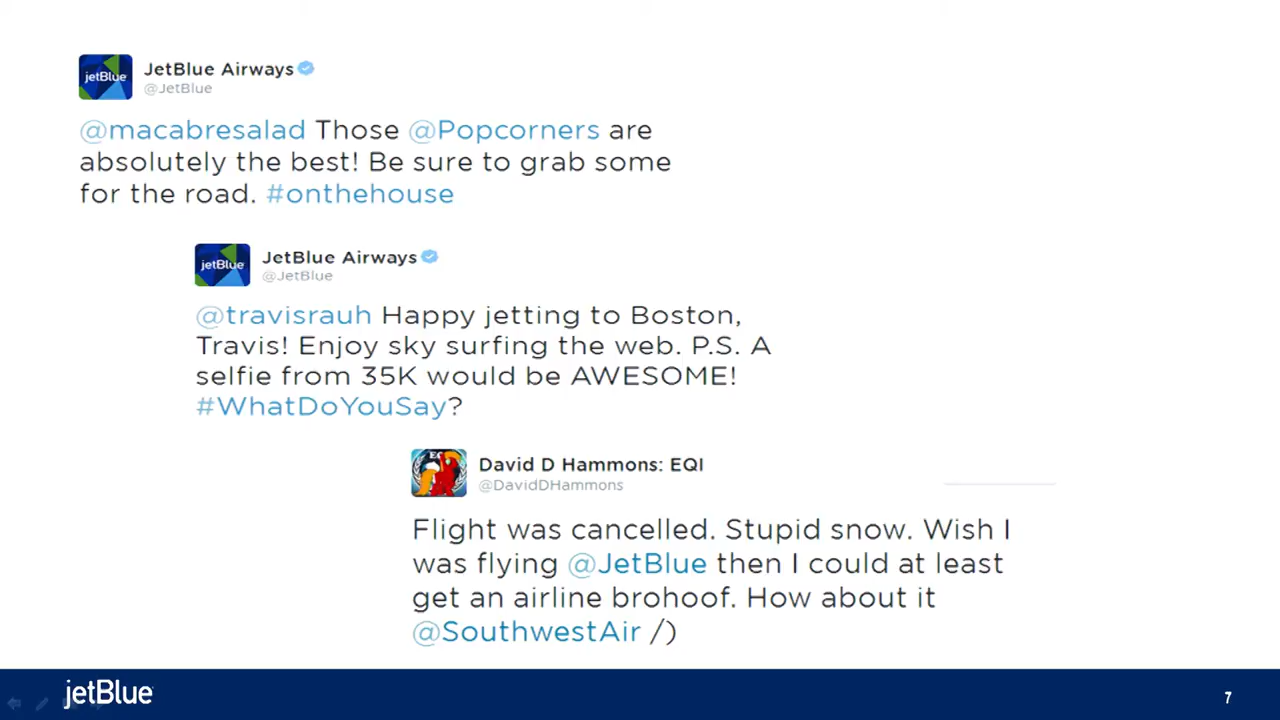 jetBlue
JetBlue Airways
@JetBlue
@macabresalad Those @Popcorners are
absolutely the best! Be sure to grab some
for the road. #onthehouse
jetBlue
JetBlue Airways
@JetBlue
@travisrauh Happy jetting to Boston,
Travis! Enjoy sky surfing the web. P.S. A
selfie from 35K would be AWESOME!
#WhatDoYouSay?
David D Hammons: EQI
@DavidDHammons
Flight was cancelled. Stupid snow. Wish I
was flying @JetBlue then I could at least
get an airline brohoof. How about it
@SouthwestAir /)
jetBlue
7